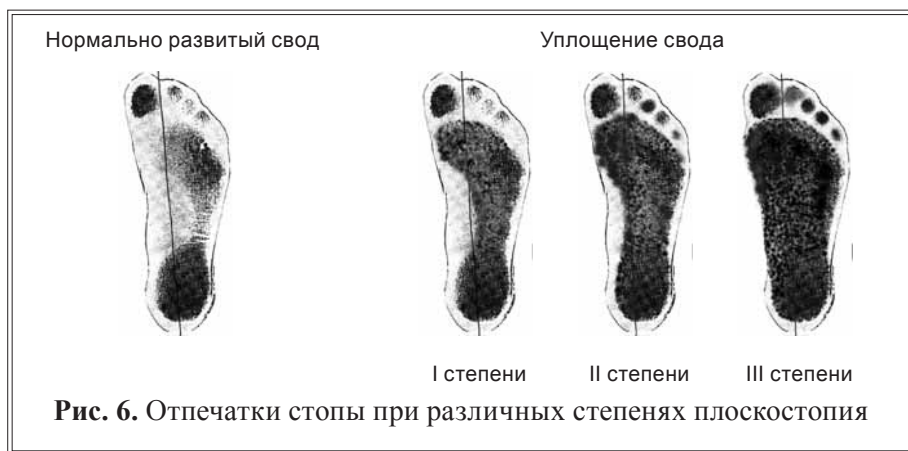 Нормально развитый свод
Уплощение свода
I степени
II степени
III степени
Рис. 6. Отпечатки стопы при различных степенях плоскостопия